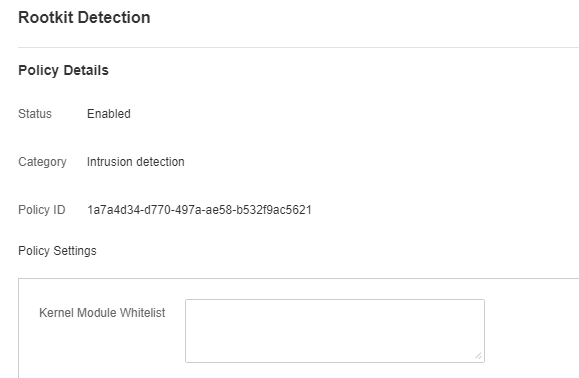 Rootkit Detection
Policy Details
Status Enabled
Category Intrusion detection
Policy ID 1a7a4d34-d770-497a-ae58-b532f9ac5621
Policy Settings
Kernel Module Whitelist